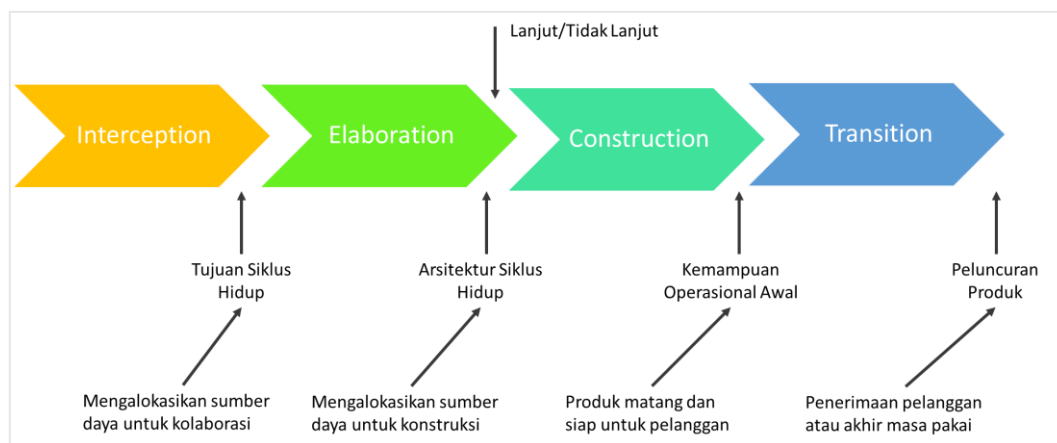 Lanjut/Tidak Lanjut
Interception
Elaboration
Construction
Transition
Tujuan Siklus
Hidup
Arsitektur Siklus
Hidup
Kemampuan
Operasional Awal
Peluncuran
Produk
Mengalokasikan sumber
daya untuk kolaborasi
Mengalokasikan sumber
daya untuk konstruksi
Produk matang dan
siap untuk pelanggan
Penerimaan pelanggan
atau akhir masa pakai